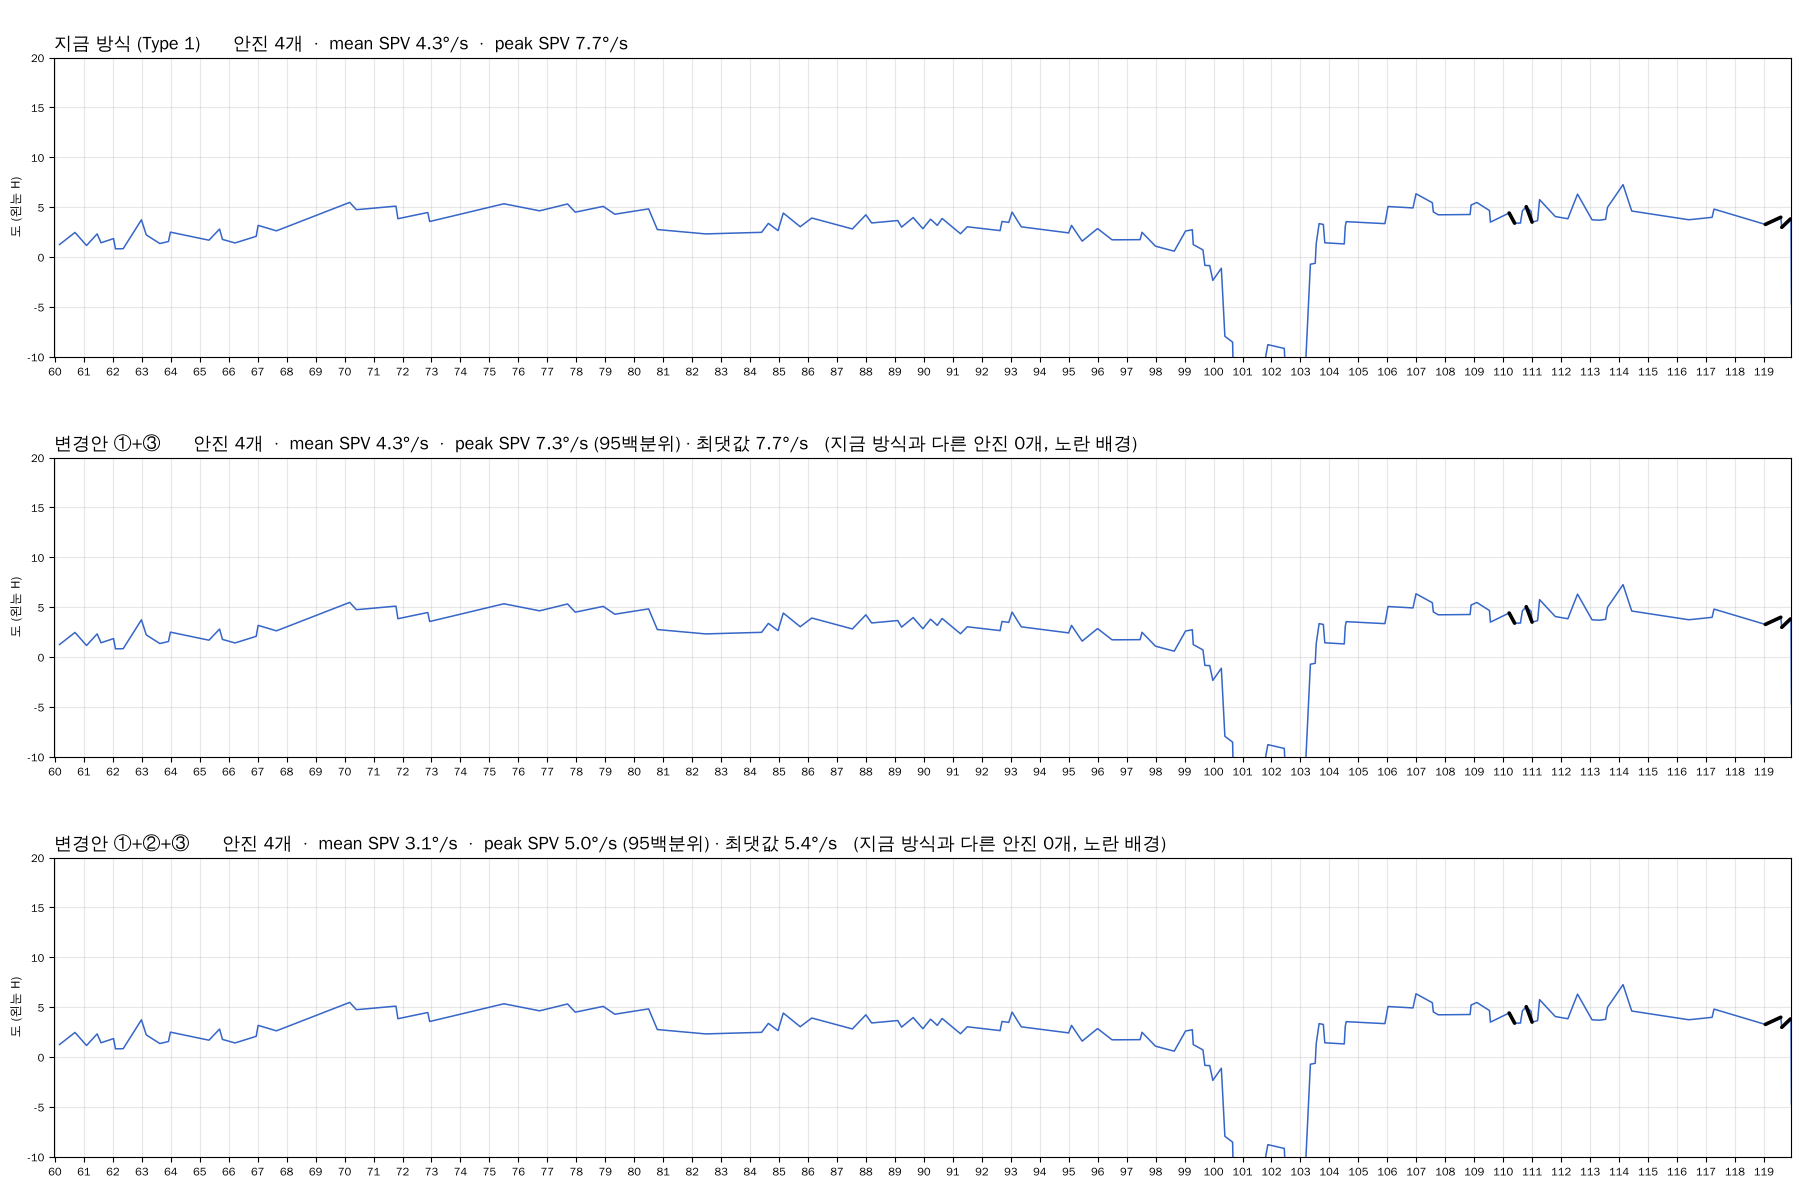 지금 방식 (Type 1) 안진 4개 · mean SPV 4.3°/s · peak SPV 7.7°/s
20
15
10
5
0
-5
-10
도 (왼눈 H)
60 61 62 63 64 65 66 67 68 69 70 71 72 73 74 75 76 77 78 79 80 81 82 83 84 85 86 87 88 89 90 91 92 93 94 95 96 97 98 99 100 101 102 103 104 105 106 107 108 109 110 111 112 113 114 115 116 117 118 119
변경안 ①+③ 안진 4개 · mean SPV 4.3°/s · peak SPV 7.3°/s (95백분위) · 최댓값 7.7°/s (지금 방식과 다른 안진 0개, 노란 배경)
20
15
10
5
0
-5
-10
도 (왼눈 H)
60 61 62 63 64 65 66 67 68 69 70 71 72 73 74 75 76 77 78 79 80 81 82 83 84 85 86 87 88 89 90 91 92 93 94 95 96 97 98 99 100 101 102 103 104 105 106 107 108 109 110 111 112 113 114 115 116 117 118 119
변경안 ①+②+③ 안진 4개 · mean SPV 3.1°/s · peak SPV 5.0°/s (95백분위) · 최댓값 5.4°/s (지금 방식과 다른 안진 0개, 노란 배경)
20
15
10
5
0
-5
-10
도 (왼눈 H)
60 61 62 63 64 65 66 67 68 69 70 71 72 73 74 75 76 77 78 79 80 81 82 83 84 85 86 87 88 89 90 91 92 93 94 95 96 97 98 99 100 101 102 103 104 105 106 107 108 109 110 111 112 113 114 115 116 117 118 119